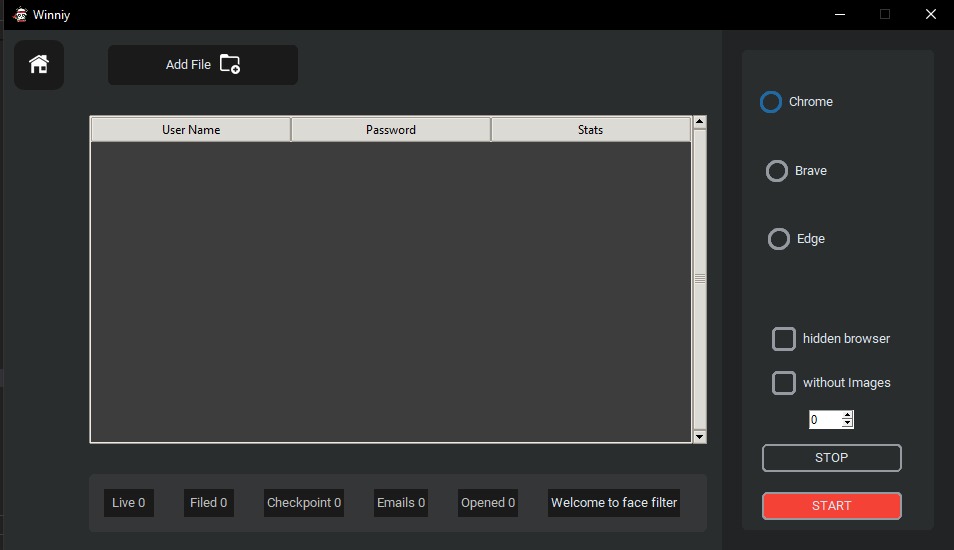 Winniy
Add File
User Name Password Stats
Chrome
Brave
Edge
hidden browser
without Images
0
STOP
START
Live 0 Filed 0 Checkpoint 0 Emails 0 Opened 0 Welcome to face filter